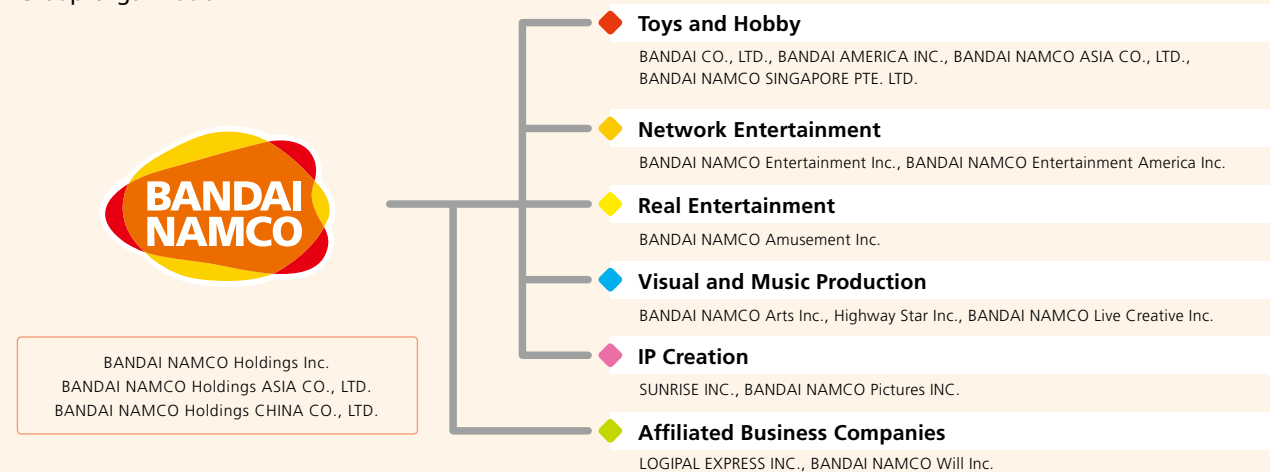 BANDAI
NAMCO
BANDAI NAMCO Holdings Inc.
BANDAI NAMCO Holdings ASIA CO., LTD.
BANDAI NAMCO Holdings CHINA CO., LTD.
Toys and Hobby
BANDAI CO., LTD., BANDAI AMERICA INC., BANDAI NAMCO ASIA CO., LTD.,
BANDAI NAMCO SINGAPORE PTE. LTD.
Network Entertainment
BANDAI NAMCO Entertainment Inc., BANDAI NAMCO Entertainment America Inc.
Real Entertainment
BANDAI NAMCO Amusement Inc.
Visual and Music Production
BANDAI NAMCO Arts Inc., Highway Star Inc., BANDAI NAMCO Live Creative Inc.
IP Creation
SUNRISE INC., BANDAI NAMCO Pictures INC.
Affiliated Business Companies
LOGIPAL EXPRESS INC., BANDAI NAMCO Will Inc.